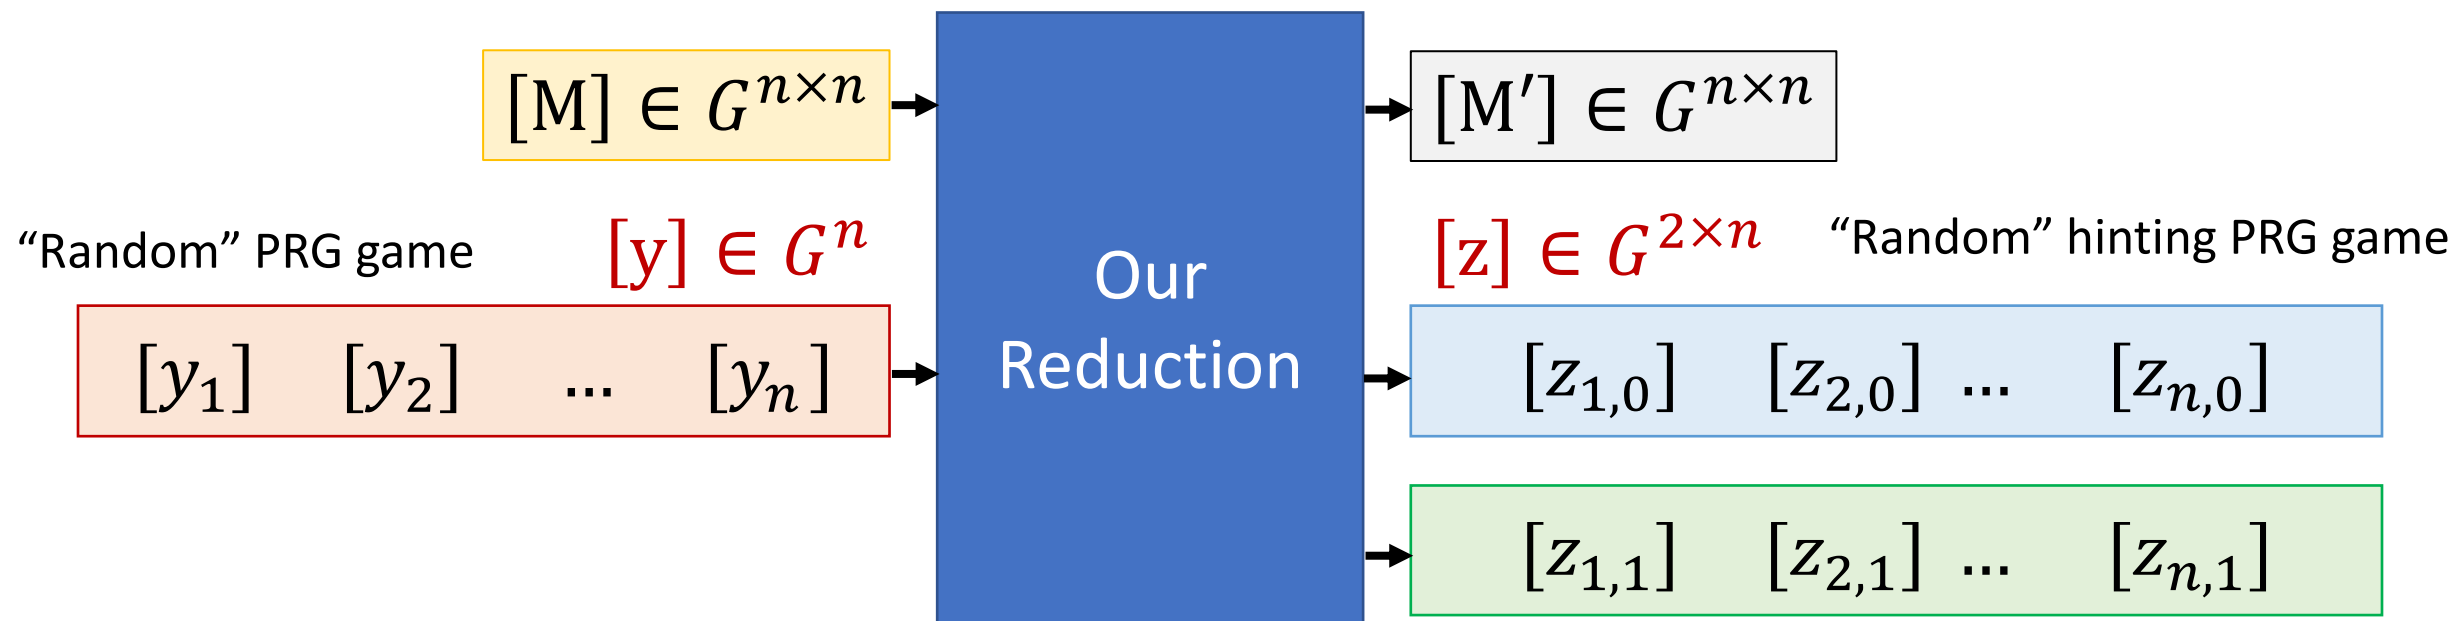 [M] ∈ G^{n×n}
[M′] ∈ G^{n×n}
“Random” PRG game
[y] ∈ G^n
[z] ∈ G^{2×n}
“Random” hinting PRG game
Our
Reduction
[y_1] [y_2] ... [y_n]
[z_{1,0}] [z_{2,0}] ... [z_{n,0}]
[z_{1,1}] [z_{2,1}] ... [z_{n,1}]